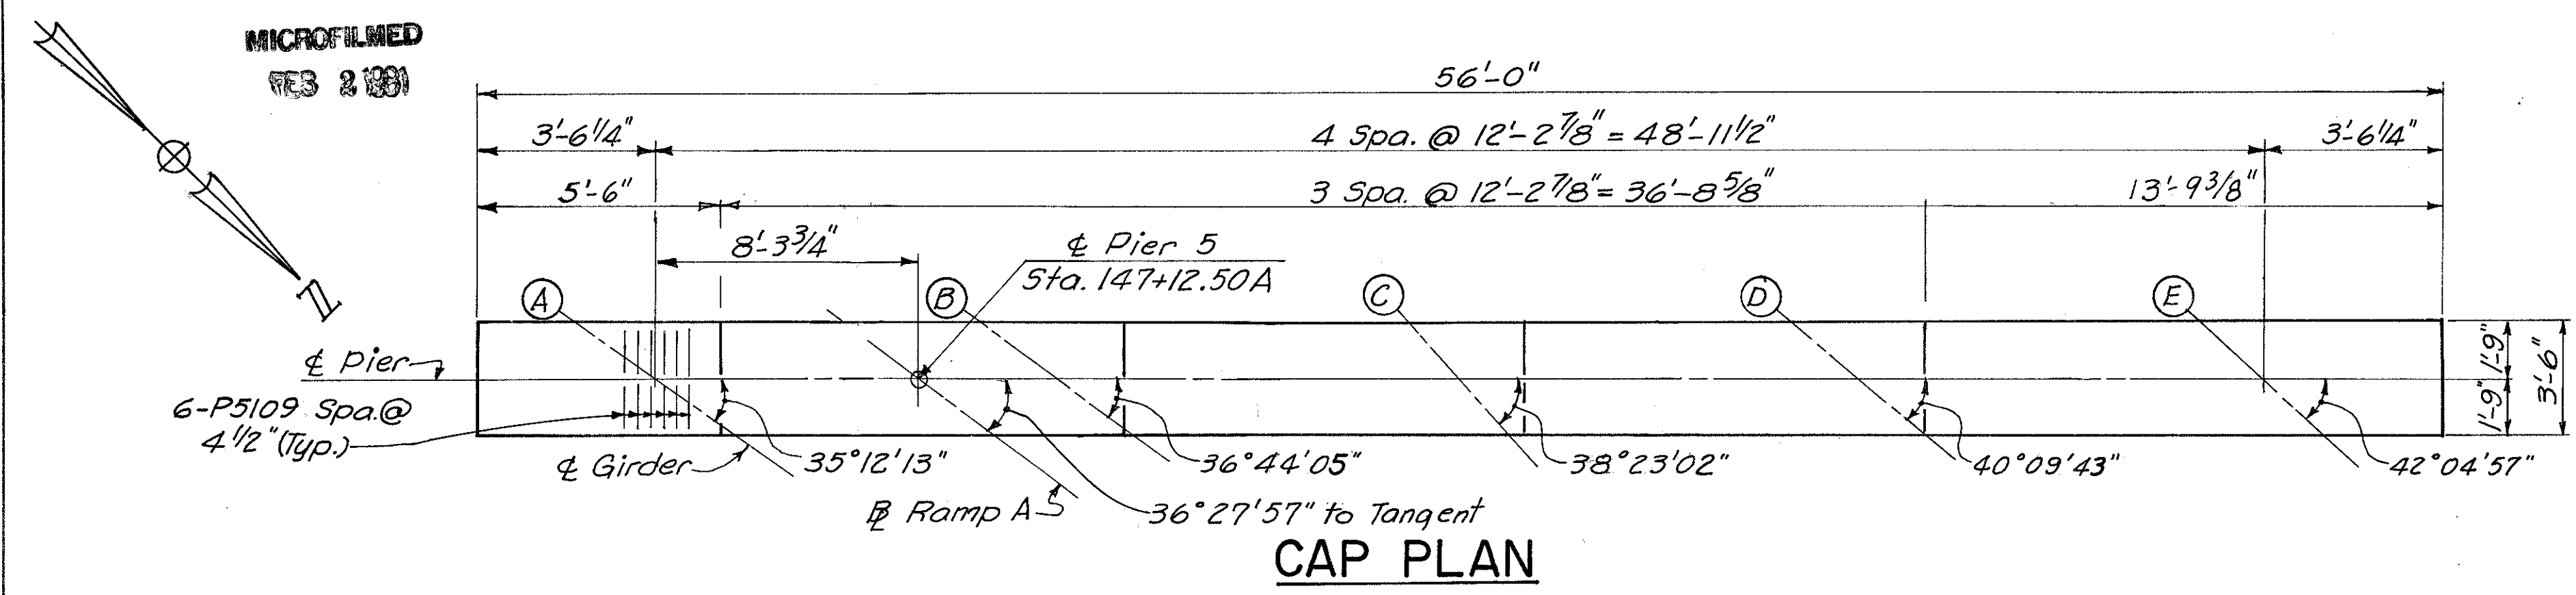 MICROFILMED
FEB 2 1981
56'-0"
3'-6 1/4"
4 Spa. @ 12'-2 7/8" = 48'-11 1/2"
3'-6 1/4"
5'-6"
3 Spa. @ 12'-2 7/8" = 36'-8 5/8"
13'-9 3/8"
8'-3 3/4"
℄ Pier 5
Sta. 147+12.50A
A
B
C
D
E
N
℄ Pier
1'-9"
1'-9"
3'-6"
6-P5109 Spa.@
4 1/2" (Typ.)
℄ Girder
35°12'13"
36°44'05"
38°23'02"
40°09'43"
42°04'57"
Ramp A
36°27'57" to Tangent
CAP PLAN